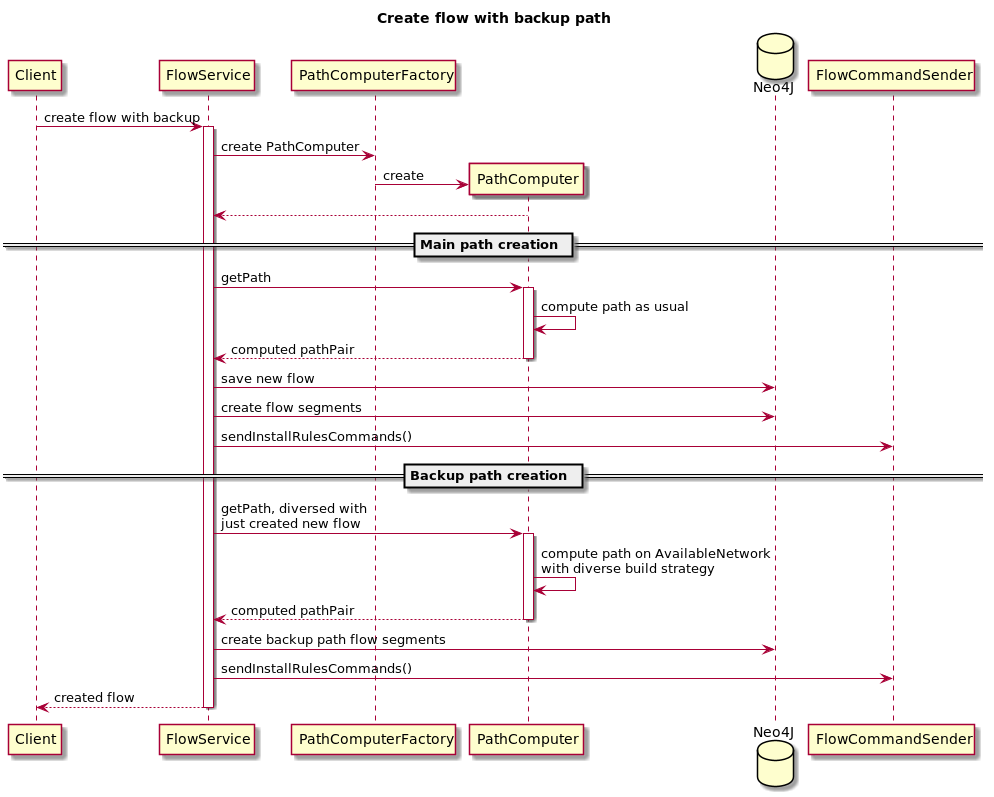 Create flow with backup path
Client
FlowService
PathComputerFactory
Neo4J
FlowCommandSender
create flow with backup
create PathComputer
create
PathComputer
Main path creation
getPath
compute path as usual
computed pathPair
save new flow
create flow segments
sendInstallRulesCommands()
Backup path creation
getPath, diversed with
just created new flow
compute path on AvailableNetwork
with diverse build strategy
computed pathPair
create backup path flow segments
sendInstallRulesCommands()
created flow
Client
FlowService
PathComputerFactory
PathComputer
Neo4J
FlowCommandSender